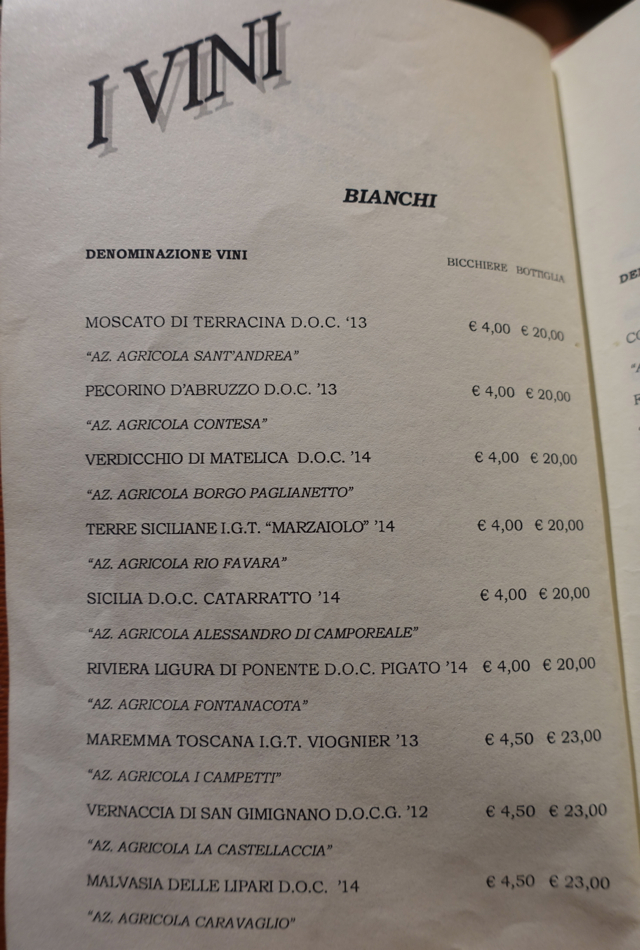 I VINI
BIANCHI
DENOMINAZIONE VINI BICCHIERE BOTTIGLIA
MOSCATO DI TERRACINA D.O.C. ‘13 € 4,00 € 20,00
“AZ. AGRICOLA SANT’ANDREA”
PECORINO D’ABRUZZO D.O.C. ’13 € 4,00 € 20,00
“AZ. AGRICOLA CONTESA”
VERDICCHIO DI MATELICA D.O.C. ’14 € 4,00 € 20,00
“AZ. AGRICOLA BORGO PAGLIANETTO”
TERRE SICILIANE I.G.T. “MARZAIOLO” ’14 € 4,00 € 20,00
“AZ. AGRICOLA RIO FAVARA”
SICILIA D.O.C. CATARRATTO ’14 € 4,00 € 20,00
“AZ. AGRICOLA ALESSANDRO DI CAMPOREALE”
RIVIERA LIGURA DI PONENTE D.O.C. PIGATO ’14 € 4,00 € 20,00
“AZ. AGRICOLA FONTANACOTA”
MAREMMA TOSCANA I.G.T. VIOGNIER ’13 € 4,50 € 23,00
“AZ. AGRICOLA I CAMPETTI”
VERNACCIA DI SAN GIMIGNANO D.O.C.G. ’12 € 4,50 € 23,00
“AZ. AGRICOLA LA CASTELLACCIA”
MALVASIA DELLE LIPARI D.O.C. ’14 € 4,50 € 23,00
“AZ. AGRICOLA CARAVAGLIO”